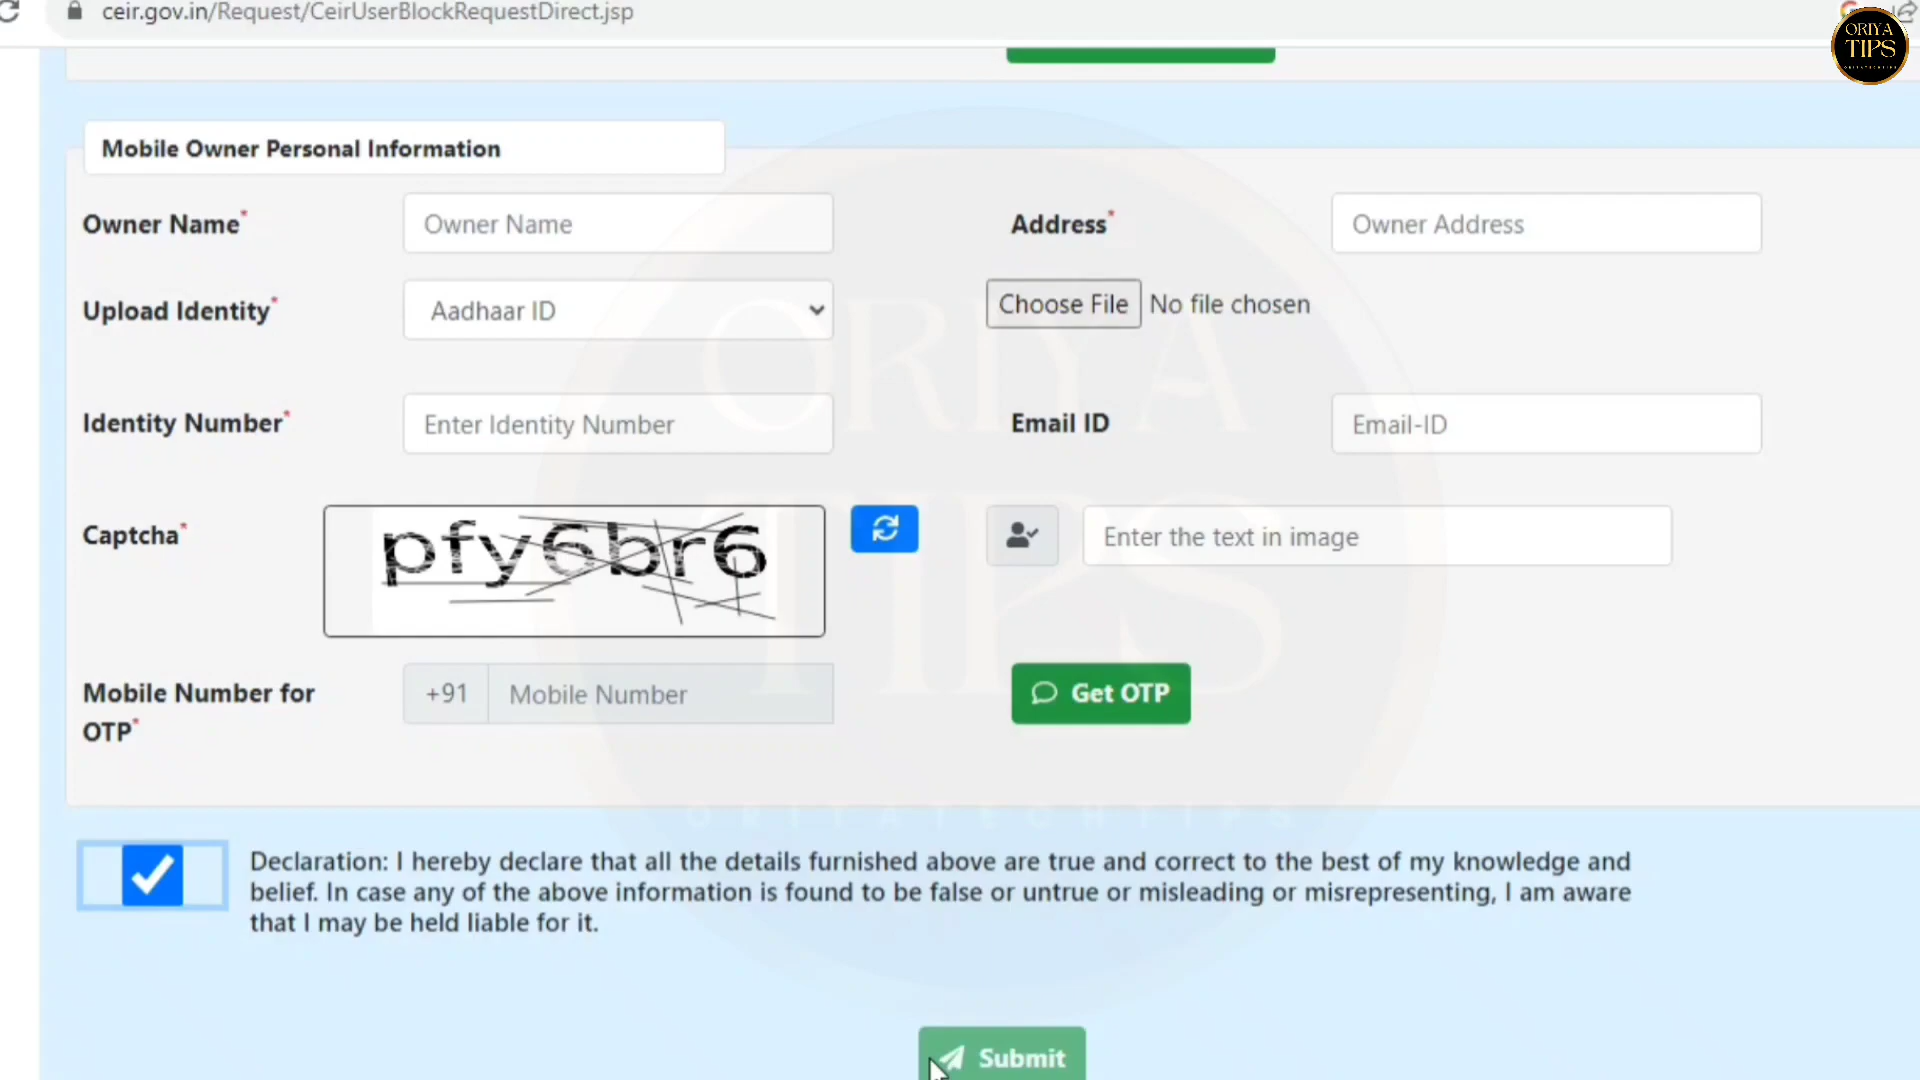 ceir.gov.in/Request/CeirUserBlockRequestDirect.jsp
ORIYA
TIPS
Mobile Owner Personal Information
Owner Name* Owner Name Address* Owner Address
Upload Identity* Aadhaar ID Choose File No file chosen
Identity Number* Enter Identity Number Email ID Email-ID
Captcha* pfy6br6 Enter the text in image
Mobile Number for
OTP* +91 Mobile Number Get OTP
ORIYA
TIPS
ORIYATECHTIPS
Declaration: I hereby declare that all the details furnished above are true and correct to the best of my knowledge and
belief. In case any of the above information is found to be false or untrue or misleading or misrepresenting, I am aware
that I may be held liable for it.
Submit